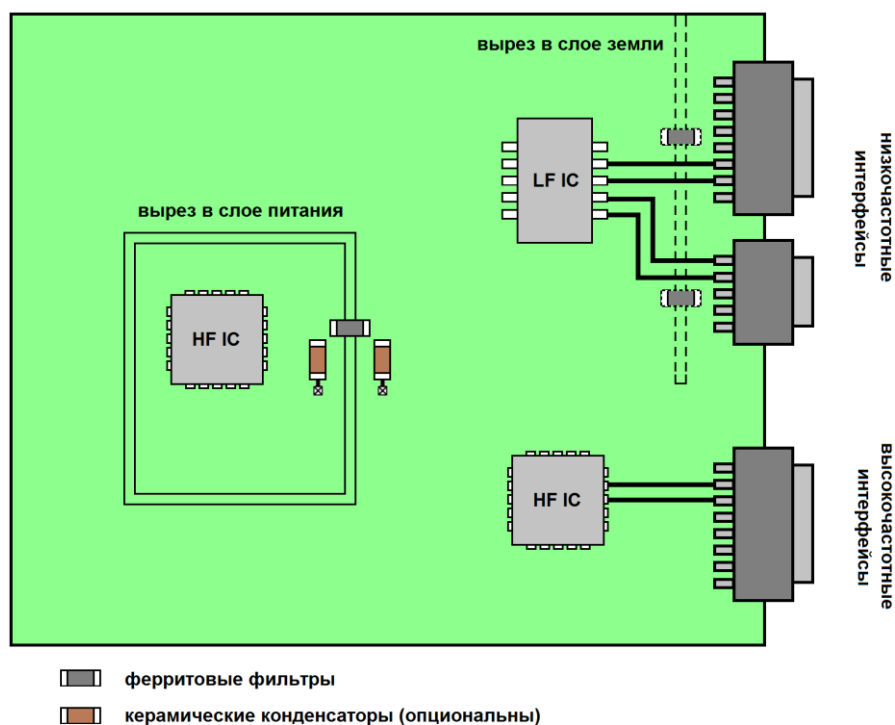 вырез в слое земли
LF IC
низкочастотные
интерфейсы
вырез в слое питания
HF IC
HF IC
высокочастотные
интерфейсы
ферритовые фильтры
керамические конденсаторы (опциональны)